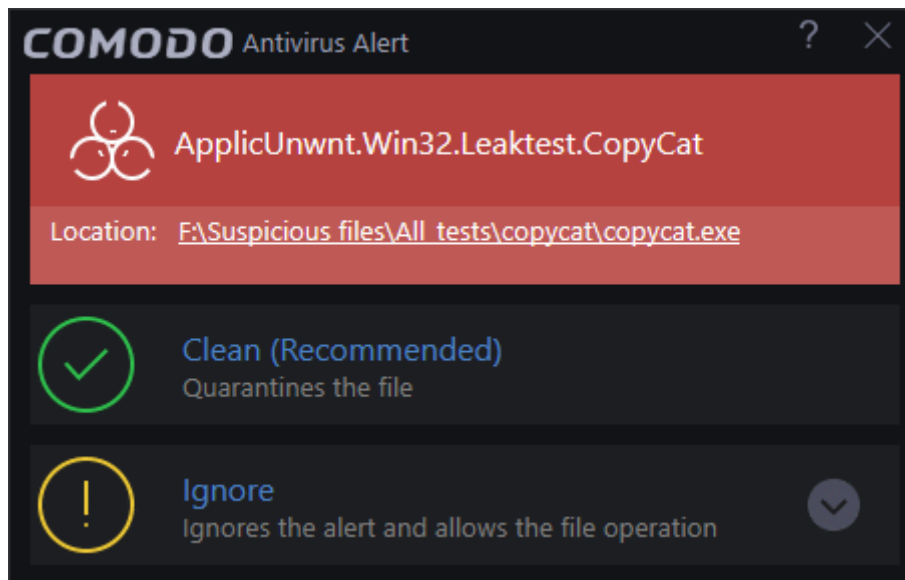 COMODO Antivirus Alert ?
ApplicUnwnt.Win32.Leaktest.CopyCat
Location: F:\Suspicious files\All_tests\copycat\copycat.exe
Clean (Recommended)
Quarantines the file
Ignore
Ignores the alert and allows the file operation